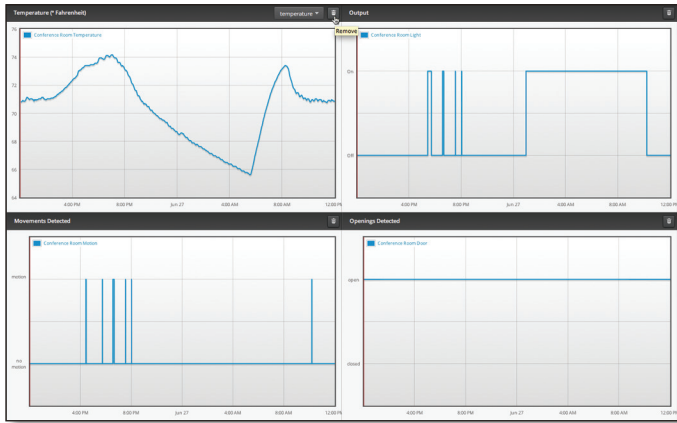 Temperature (° Fahrenheit)
temperature
Remove
Conference Room Temperature
76
74
72
70
68
66
64
4:00 PM
8:00 PM
Jun 27
4:00 AM
8:00 AM
12:00 PM
Output
Conference Room Light
On
Off
4:00 PM
8:00 PM
Jun 27
4:00 AM
8:00 AM
12:00 PM
Movements Detected
Conference Room Motion
motion
no
motion
4:00 PM
8:00 PM
Jun 27
4:00 AM
8:00 AM
12:00 PM
Openings Detected
Conference Room Door
open
closed
4:00 PM
8:00 PM
Jun 27
4:00 AM
8:00 AM
12:00 PM